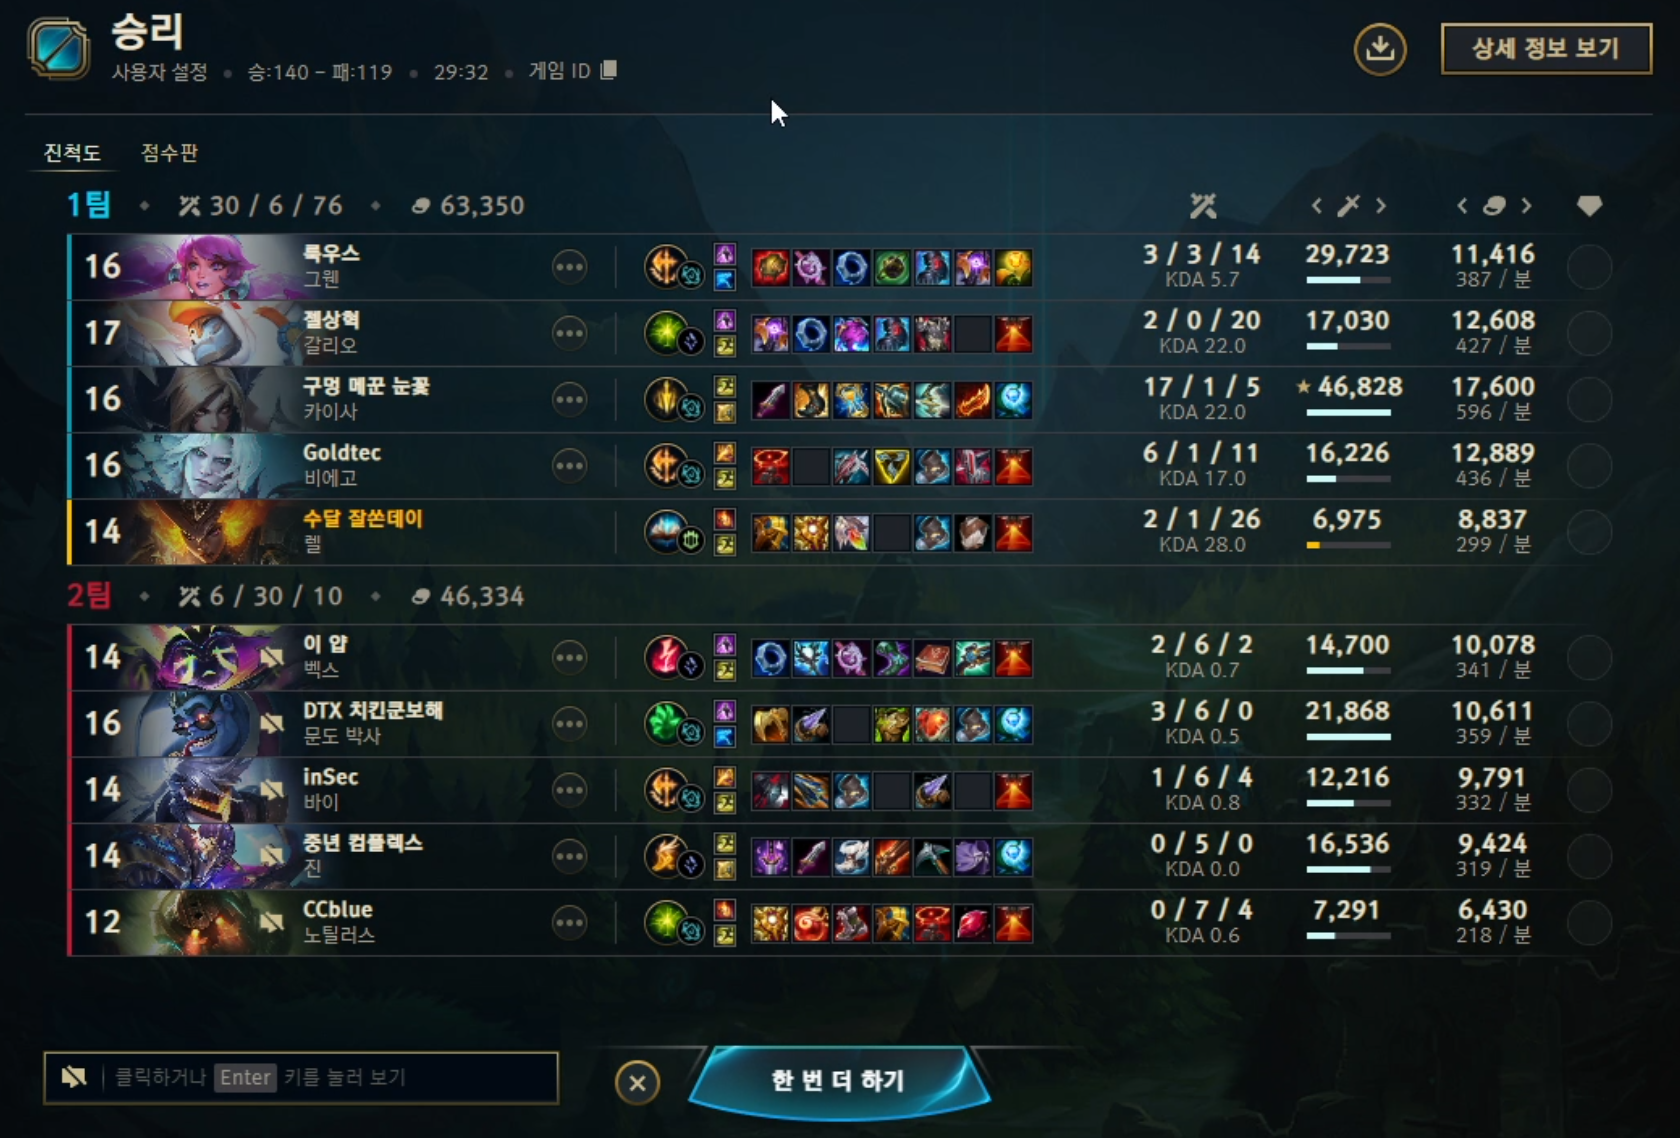 승리
사용자 설정 • 승:140 – 패:119 • 29:32 • 게임 ID
상세 정보 보기
진척도 점수판
1팀 • 30 / 6 / 76 • 63,350
16 룩우스 3 / 3 / 14 29,723 11,416
그웬 KDA 5.7 387 / 분
17 젤상혁 2 / 0 / 20 17,030 12,608
갈리오 KDA 22.0 427 / 분
16 구멍 메꾼 눈꽃 17 / 1 / 5 46,828 17,600
카이사 KDA 22.0 596 / 분
16 Goldtec 6 / 1 / 11 16,226 12,889
비에고 KDA 17.0 436 / 분
14 수달 잘쏜데이 2 / 1 / 26 6,975 8,837
렐 KDA 28.0 299 / 분
2팀 • 6 / 30 / 10 • 46,334
14 이 얍 2 / 6 / 2 14,700 10,078
벡스 KDA 0.7 341 / 분
16 DTX 치킨쿤보해 3 / 6 / 0 21,868 10,611
문도 박사 KDA 0.5 359 / 분
14 inSec 1 / 6 / 4 12,216 9,791
바이 KDA 0.8 332 / 분
14 중년 컴플렉스 0 / 5 / 0 16,536 9,424
진 KDA 0.0 319 / 분
12 CCblue 0 / 7 / 4 7,291 6,430
노틸러스 KDA 0.6 218 / 분
클릭하거나 Enter 키를 눌러 보기
한 번 더 하기